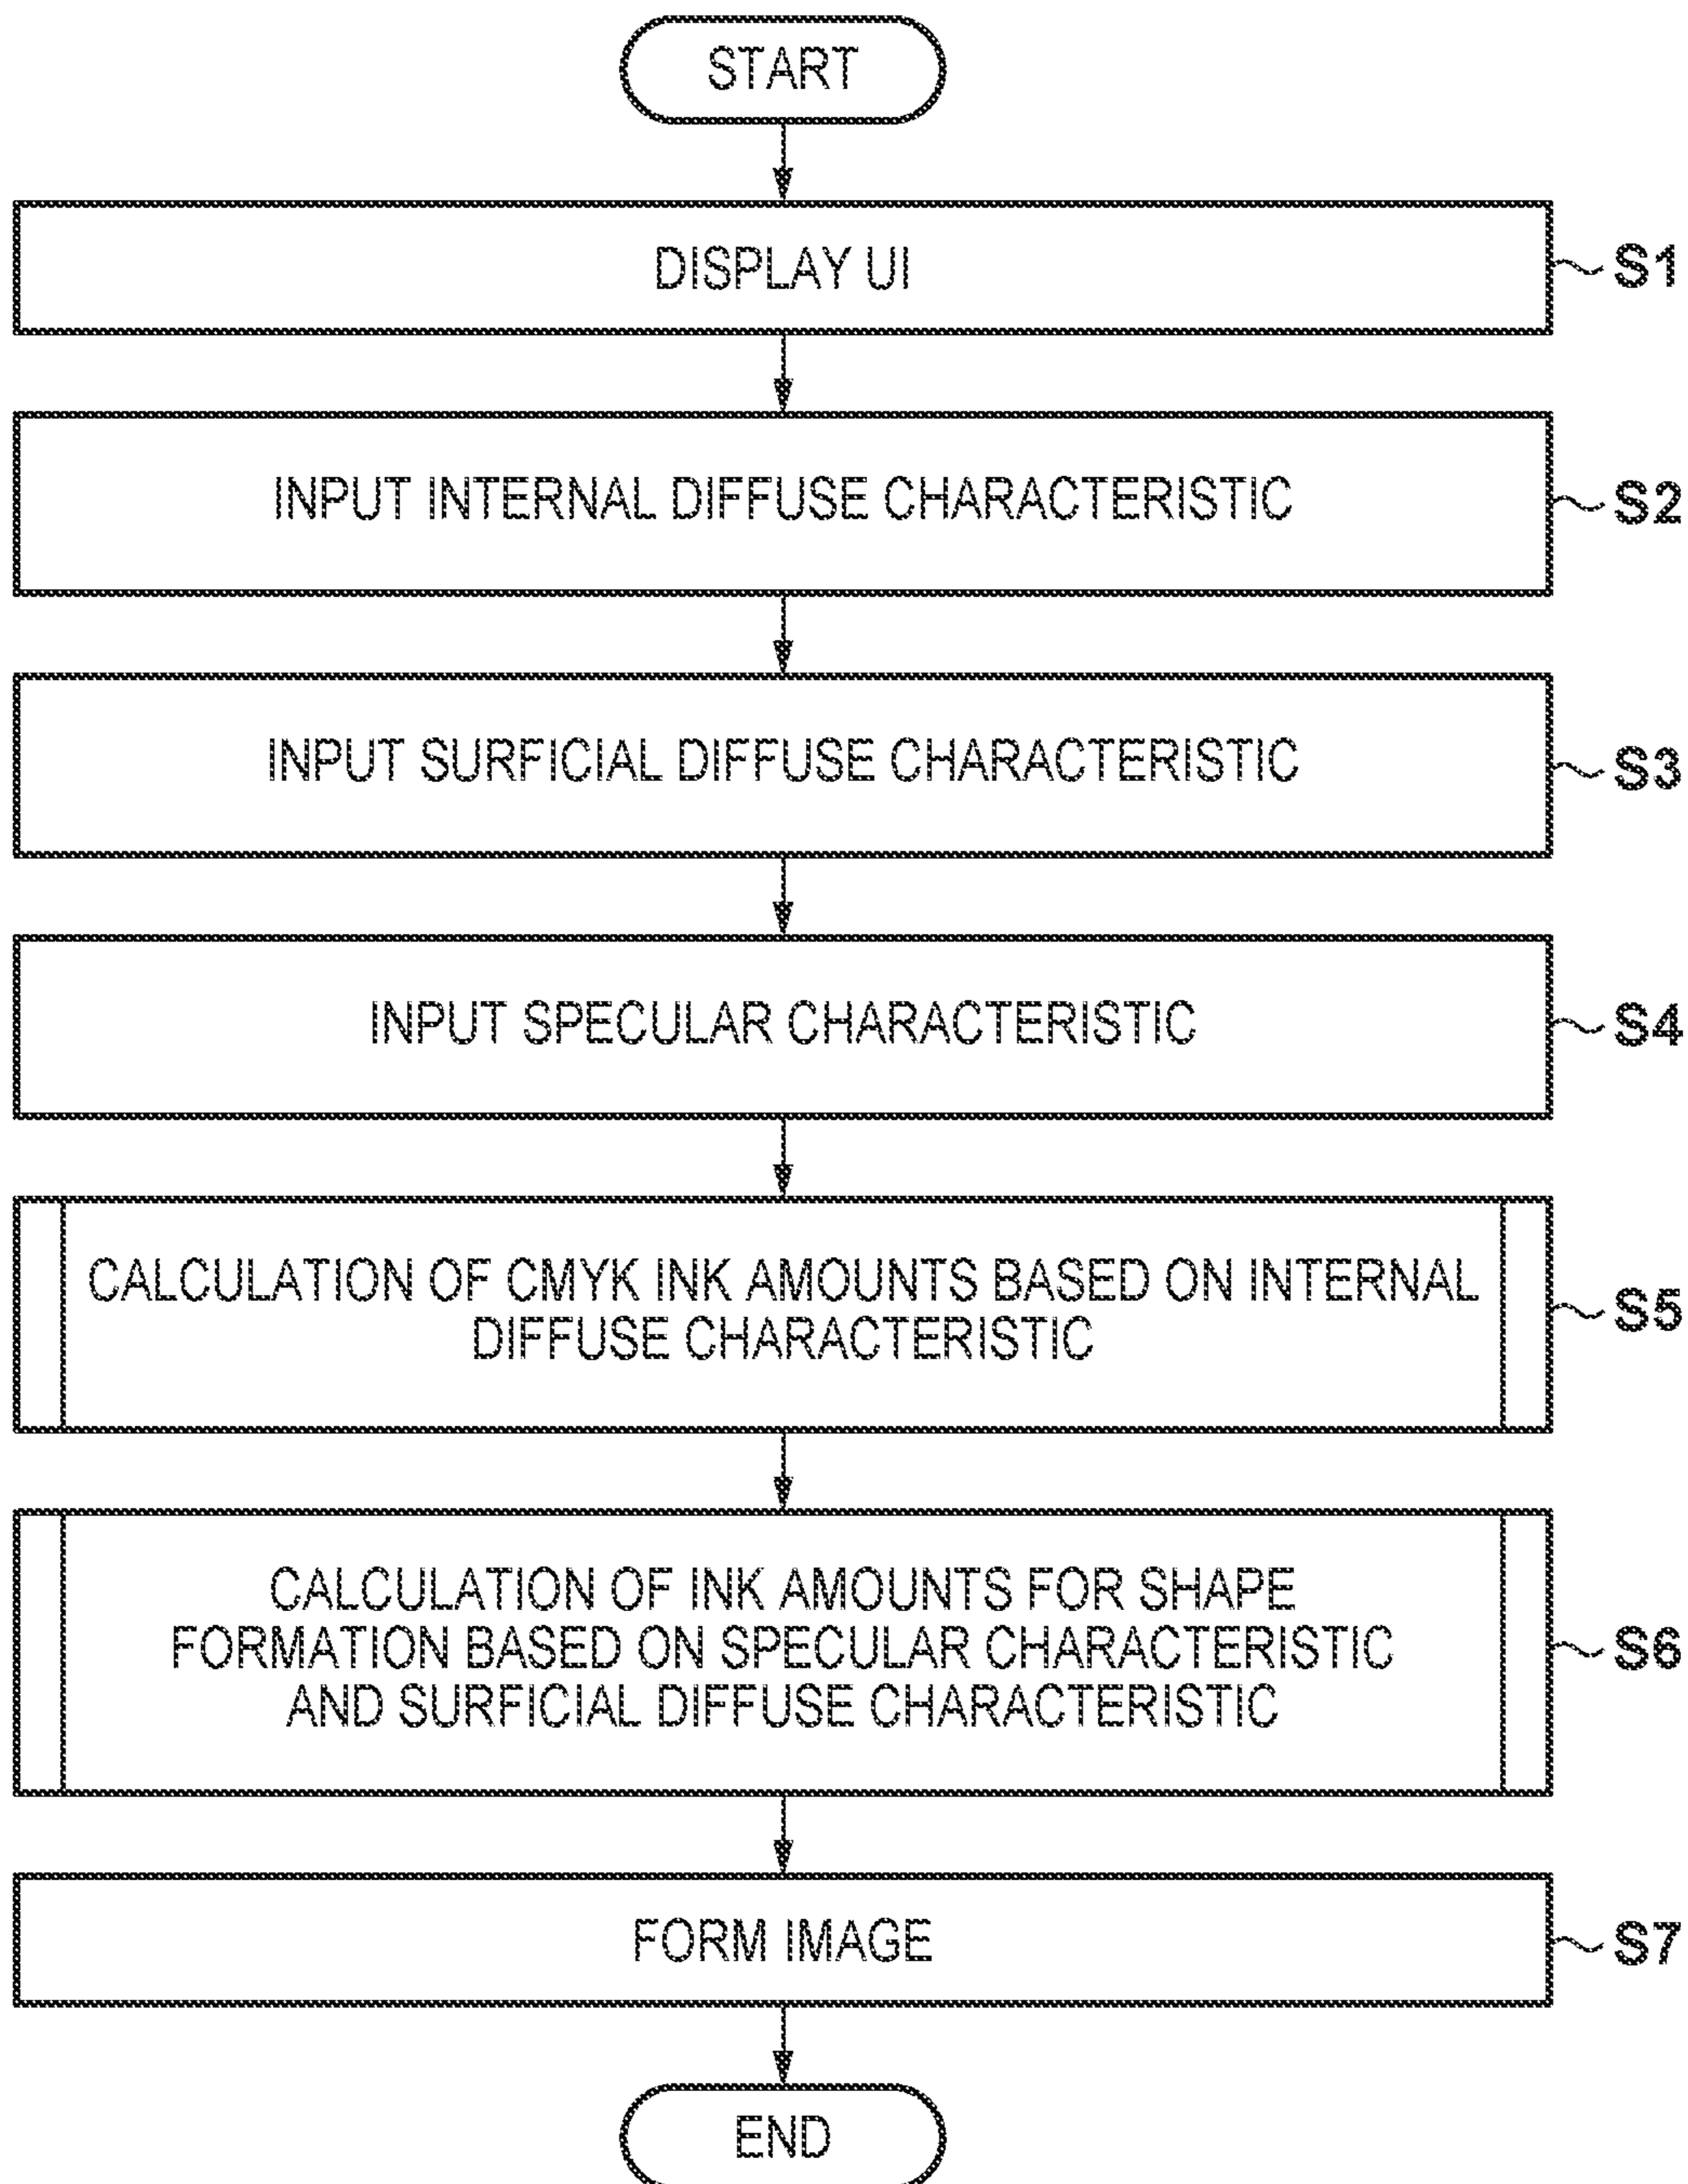 START
DISPLAY UI
S1
INPUT INTERNAL DIFFUSE CHARACTERISTIC
S2
INPUT SURFICIAL DIFFUSE CHARACTERISTIC
S3
INPUT SPECULAR CHARACTERISTIC
S4
CALCULATION OF CMYK INK AMOUNTS BASED ON INTERNAL
DIFFUSE CHARACTERISTIC
S5
CALCULATION OF INK AMOUNTS FOR SHAPE
FORMATION BASED ON SPECULAR CHARACTERISTIC
AND SURFICIAL DIFFUSE CHARACTERISTIC
S6
FORM IMAGE
S7
END